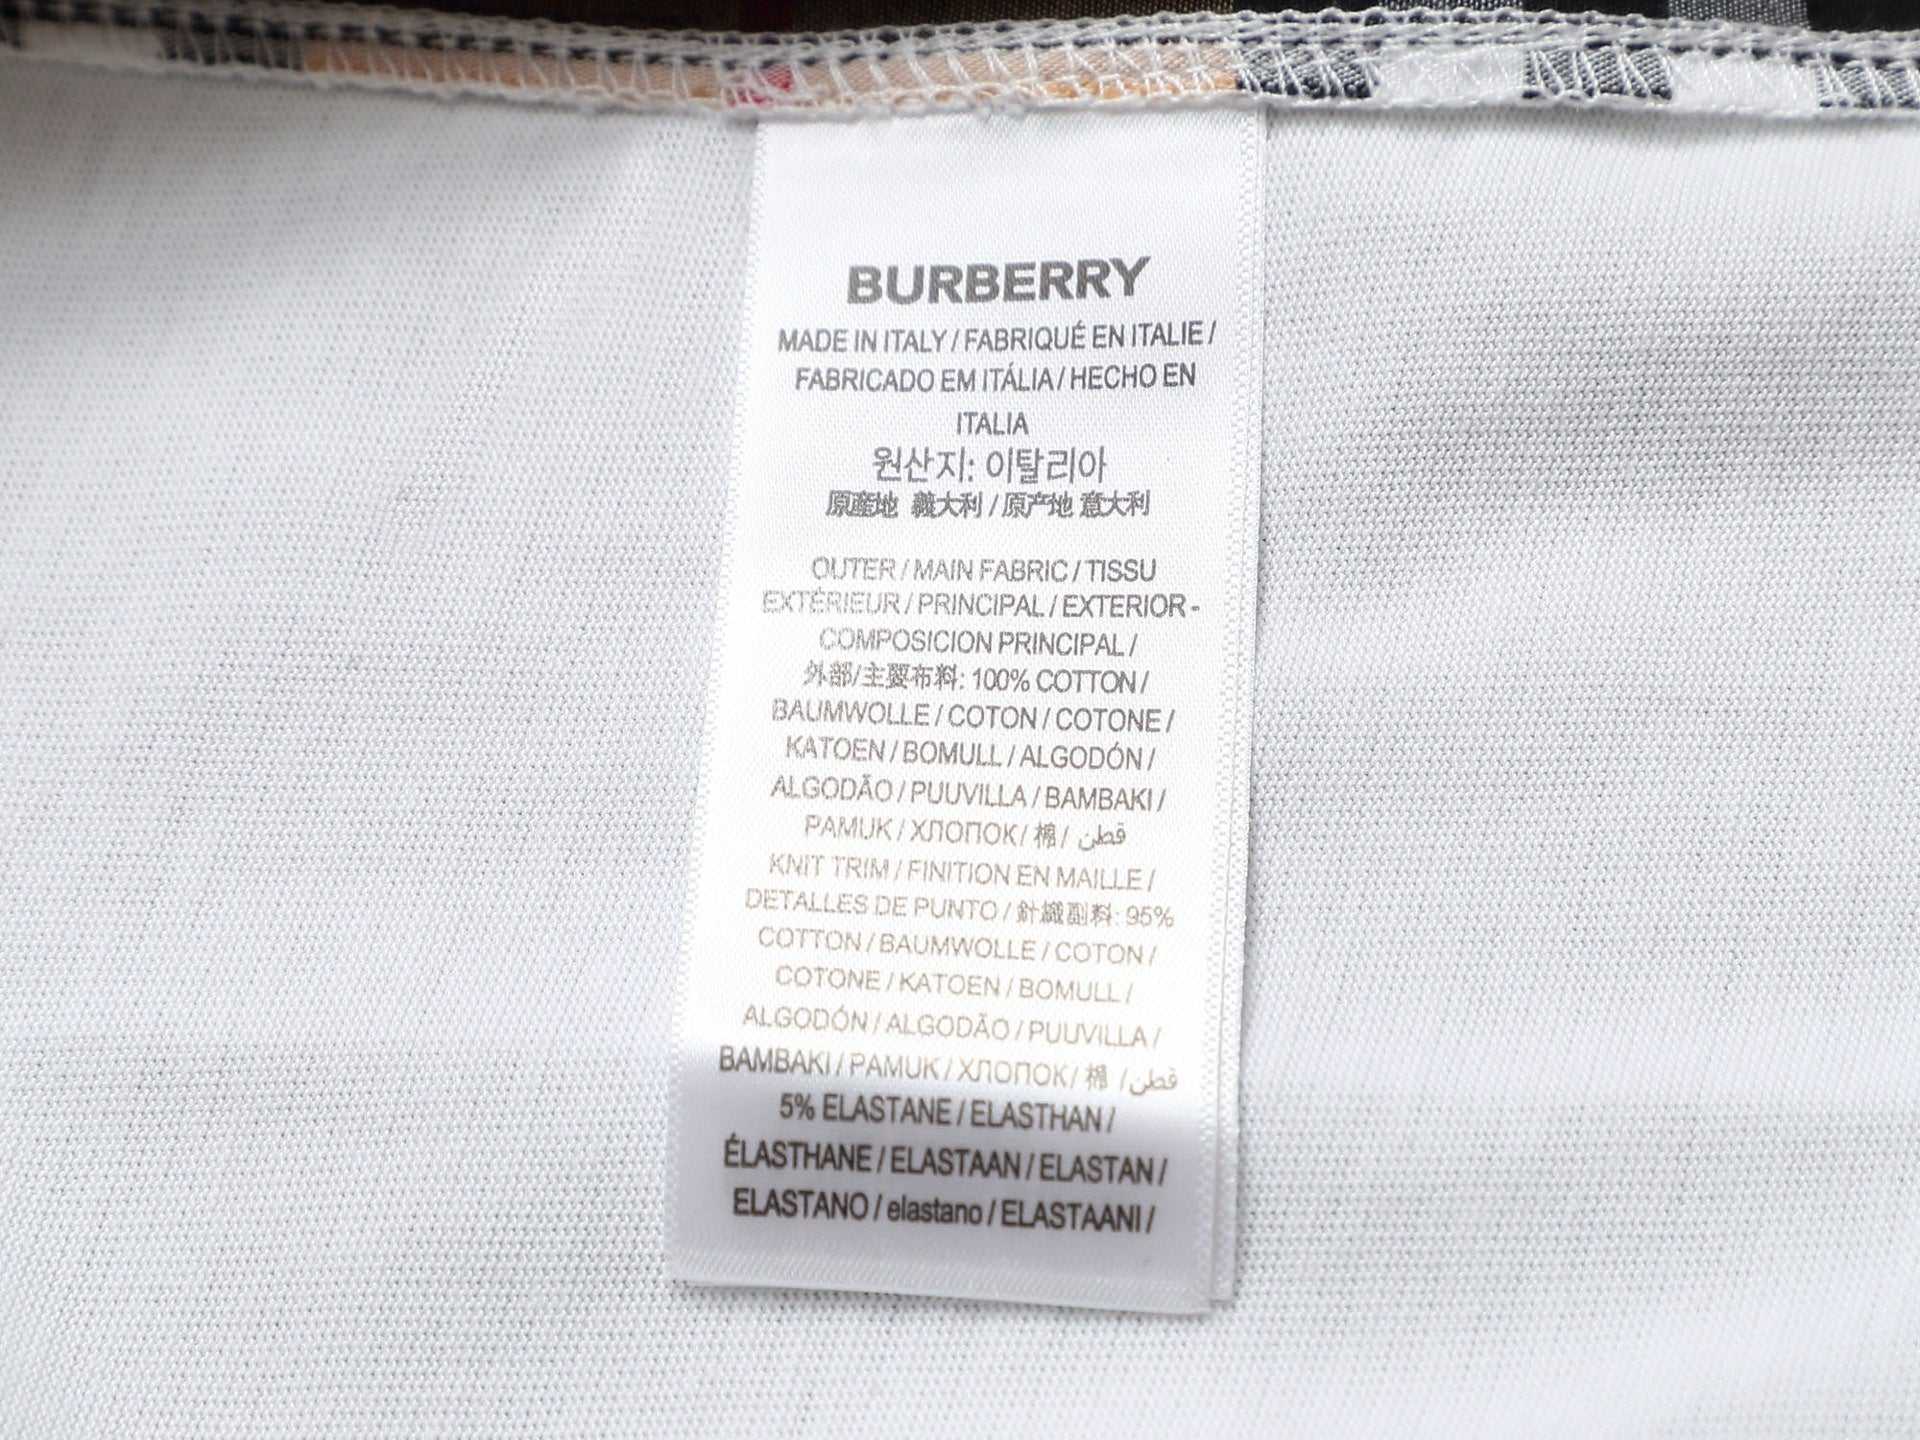 BURBERRY
MADE IN ITALY / FABRIQUÉ EN ITALIE /
FABRICADO EM ITÁLIA / HECHO EN
ITALIA
원산지: 이탈리아
原産地 義大利 / 原产地 意大利
OUTER / MAIN FABRIC / TISSU
EXTÉRIEUR / PRINCIPAL / EXTERIOR -
COMPOSICION PRINCIPAL /
外部/主要布料: 100% COTTON /
BAUMWOLLE / COTON / COTONE /
KATOEN / BOMULL / ALGODÓN /
ALGODÃO / PUUVILLA / BAMBAKI /
PAMUK / ХЛОПОК / 棉 / قطن
KNIT TRIM / FINITION EN MAILLE /
DETALLES DE PUNTO / 針織副料: 95%
COTTON / BAUMWOLLE / COTON /
COTONE / KATOEN / BOMULL /
ALGODÓN / ALGODÃO / PUUVILLA /
BAMBAKI / PAMUK / ХЛОПОК / 棉 / قطن
5% ELASTANE / ELASTHAN /
ÉLASTHANE / ELASTAAN / ELASTAN /
ELASTANO / elastano / ELASTAANI /